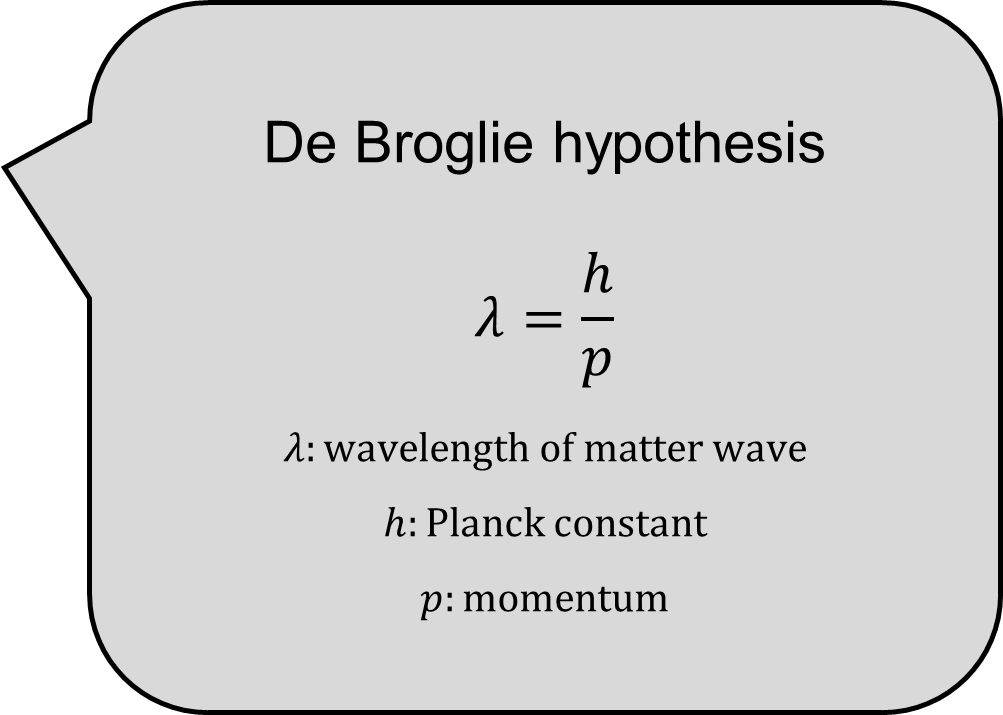 De Broglie hypothesis
λ = h/p
λ: wavelength of matter wave
h: Planck constant
p: momentum